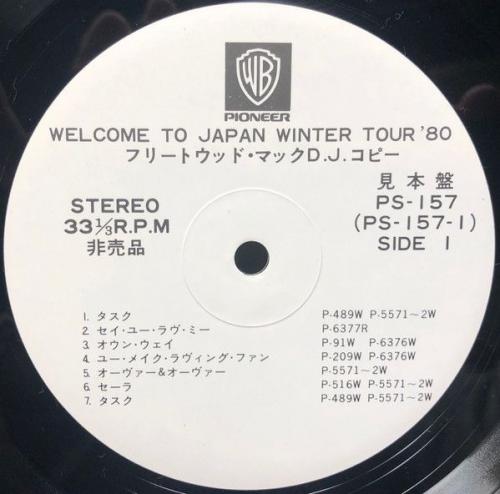 WB
PIONEER
WELCOME TO JAPAN WINTER TOUR '80
フリートウッド・マックD.J.コピー
STEREO
33 1/3 R.P.M
非売品
見本盤
PS-157
(PS-157-1)
SIDE 1
1. タスク P-489W P-5571~2W
2. セイ・ユー・ラヴ・ミー P-6377R
3. オウン・ウェイ P-91W P-6376W
4. ユー・メイク・ラヴィング・ファン P-209W P-6376W
5. オーヴァー&オーヴァー P-5571~2W
6. セーラ P-516W P-5571~2W
7. タスク P-489W P-5571~2W